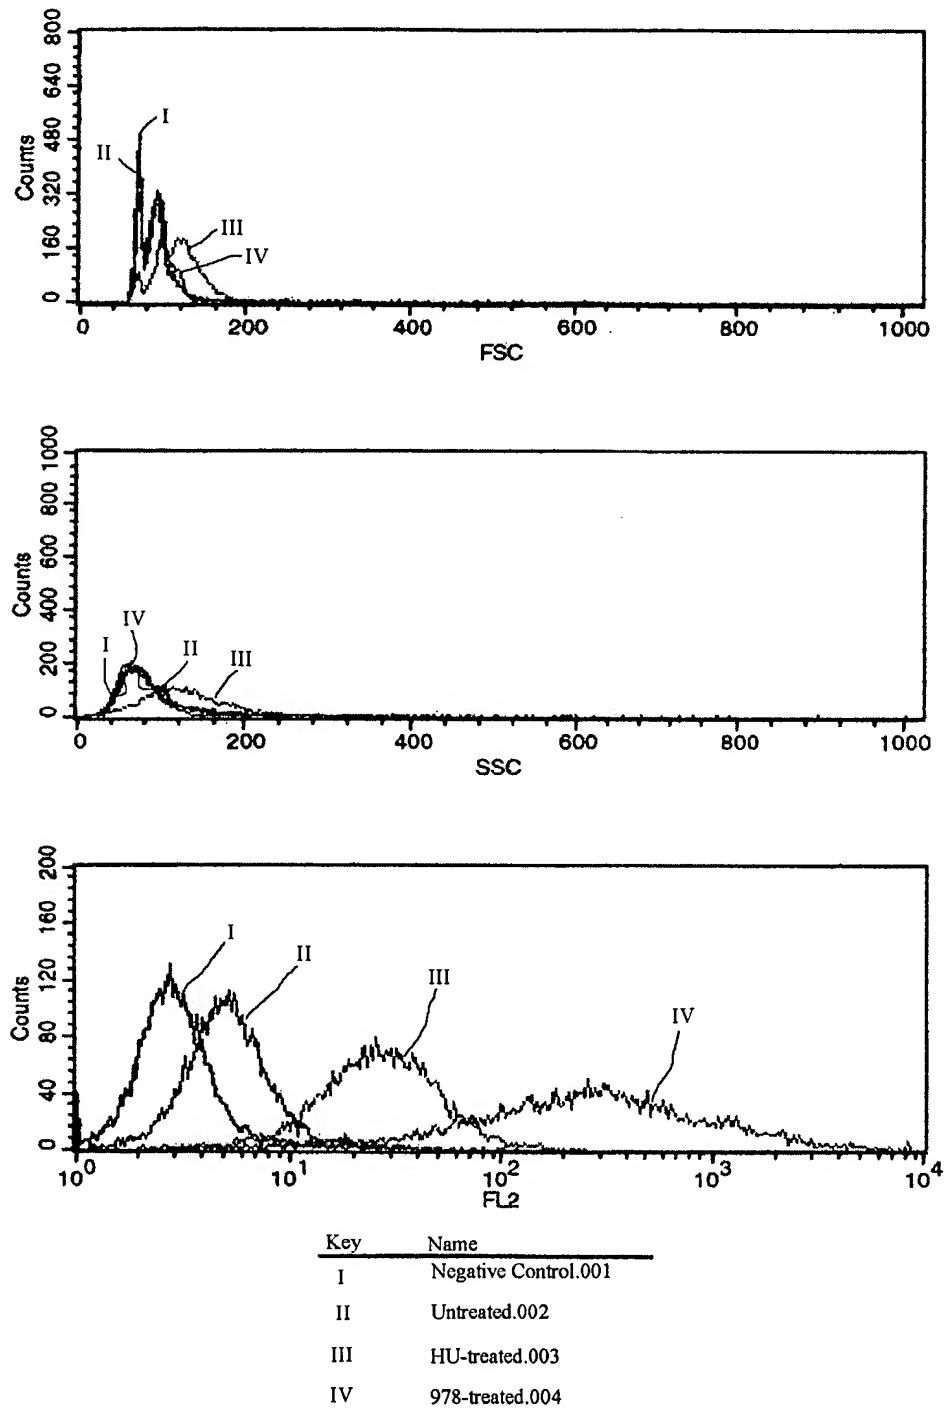 800
640
480
320
160
0
Counts
I
II
III
IV
0 200 400 600 800 1000
FSC
1000
800
600
400
200
0
Counts
IV
I II III
0 200 400 600 800 1000
SSC
200
160
120
80
40
0
Counts
I
II
III
IV
10^0 10^1 10^2 10^3 10^4
FL2
Key Name
I Negative Control.001
II Untreated.002
III HU-treated.003
IV 978-treated.004